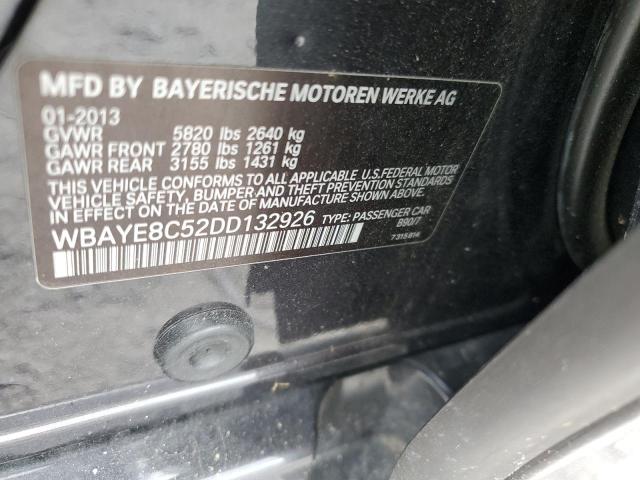 MFD BY BAYERISCHE MOTOREN WERKE AG
01-2013
GVWR 5820 lbs 2640 kg
GAWR FRONT 2780 lbs 1261 kg
GAWR REAR 3155 lbs 1431 kg
THIS VEHICLE CONFORMS TO ALL APPLICABLE U.S.FEDERAL MOTOR
VEHICLE SAFETY, BUMPER AND THEFT PREVENTION STANDARDS
IN EFFECT ON THE DATE OF MANUFACTURE SHOWN ABOVE.
WBAYE8C52DD132926 TYPE: PASSENGER CAR
B90/7
7315814